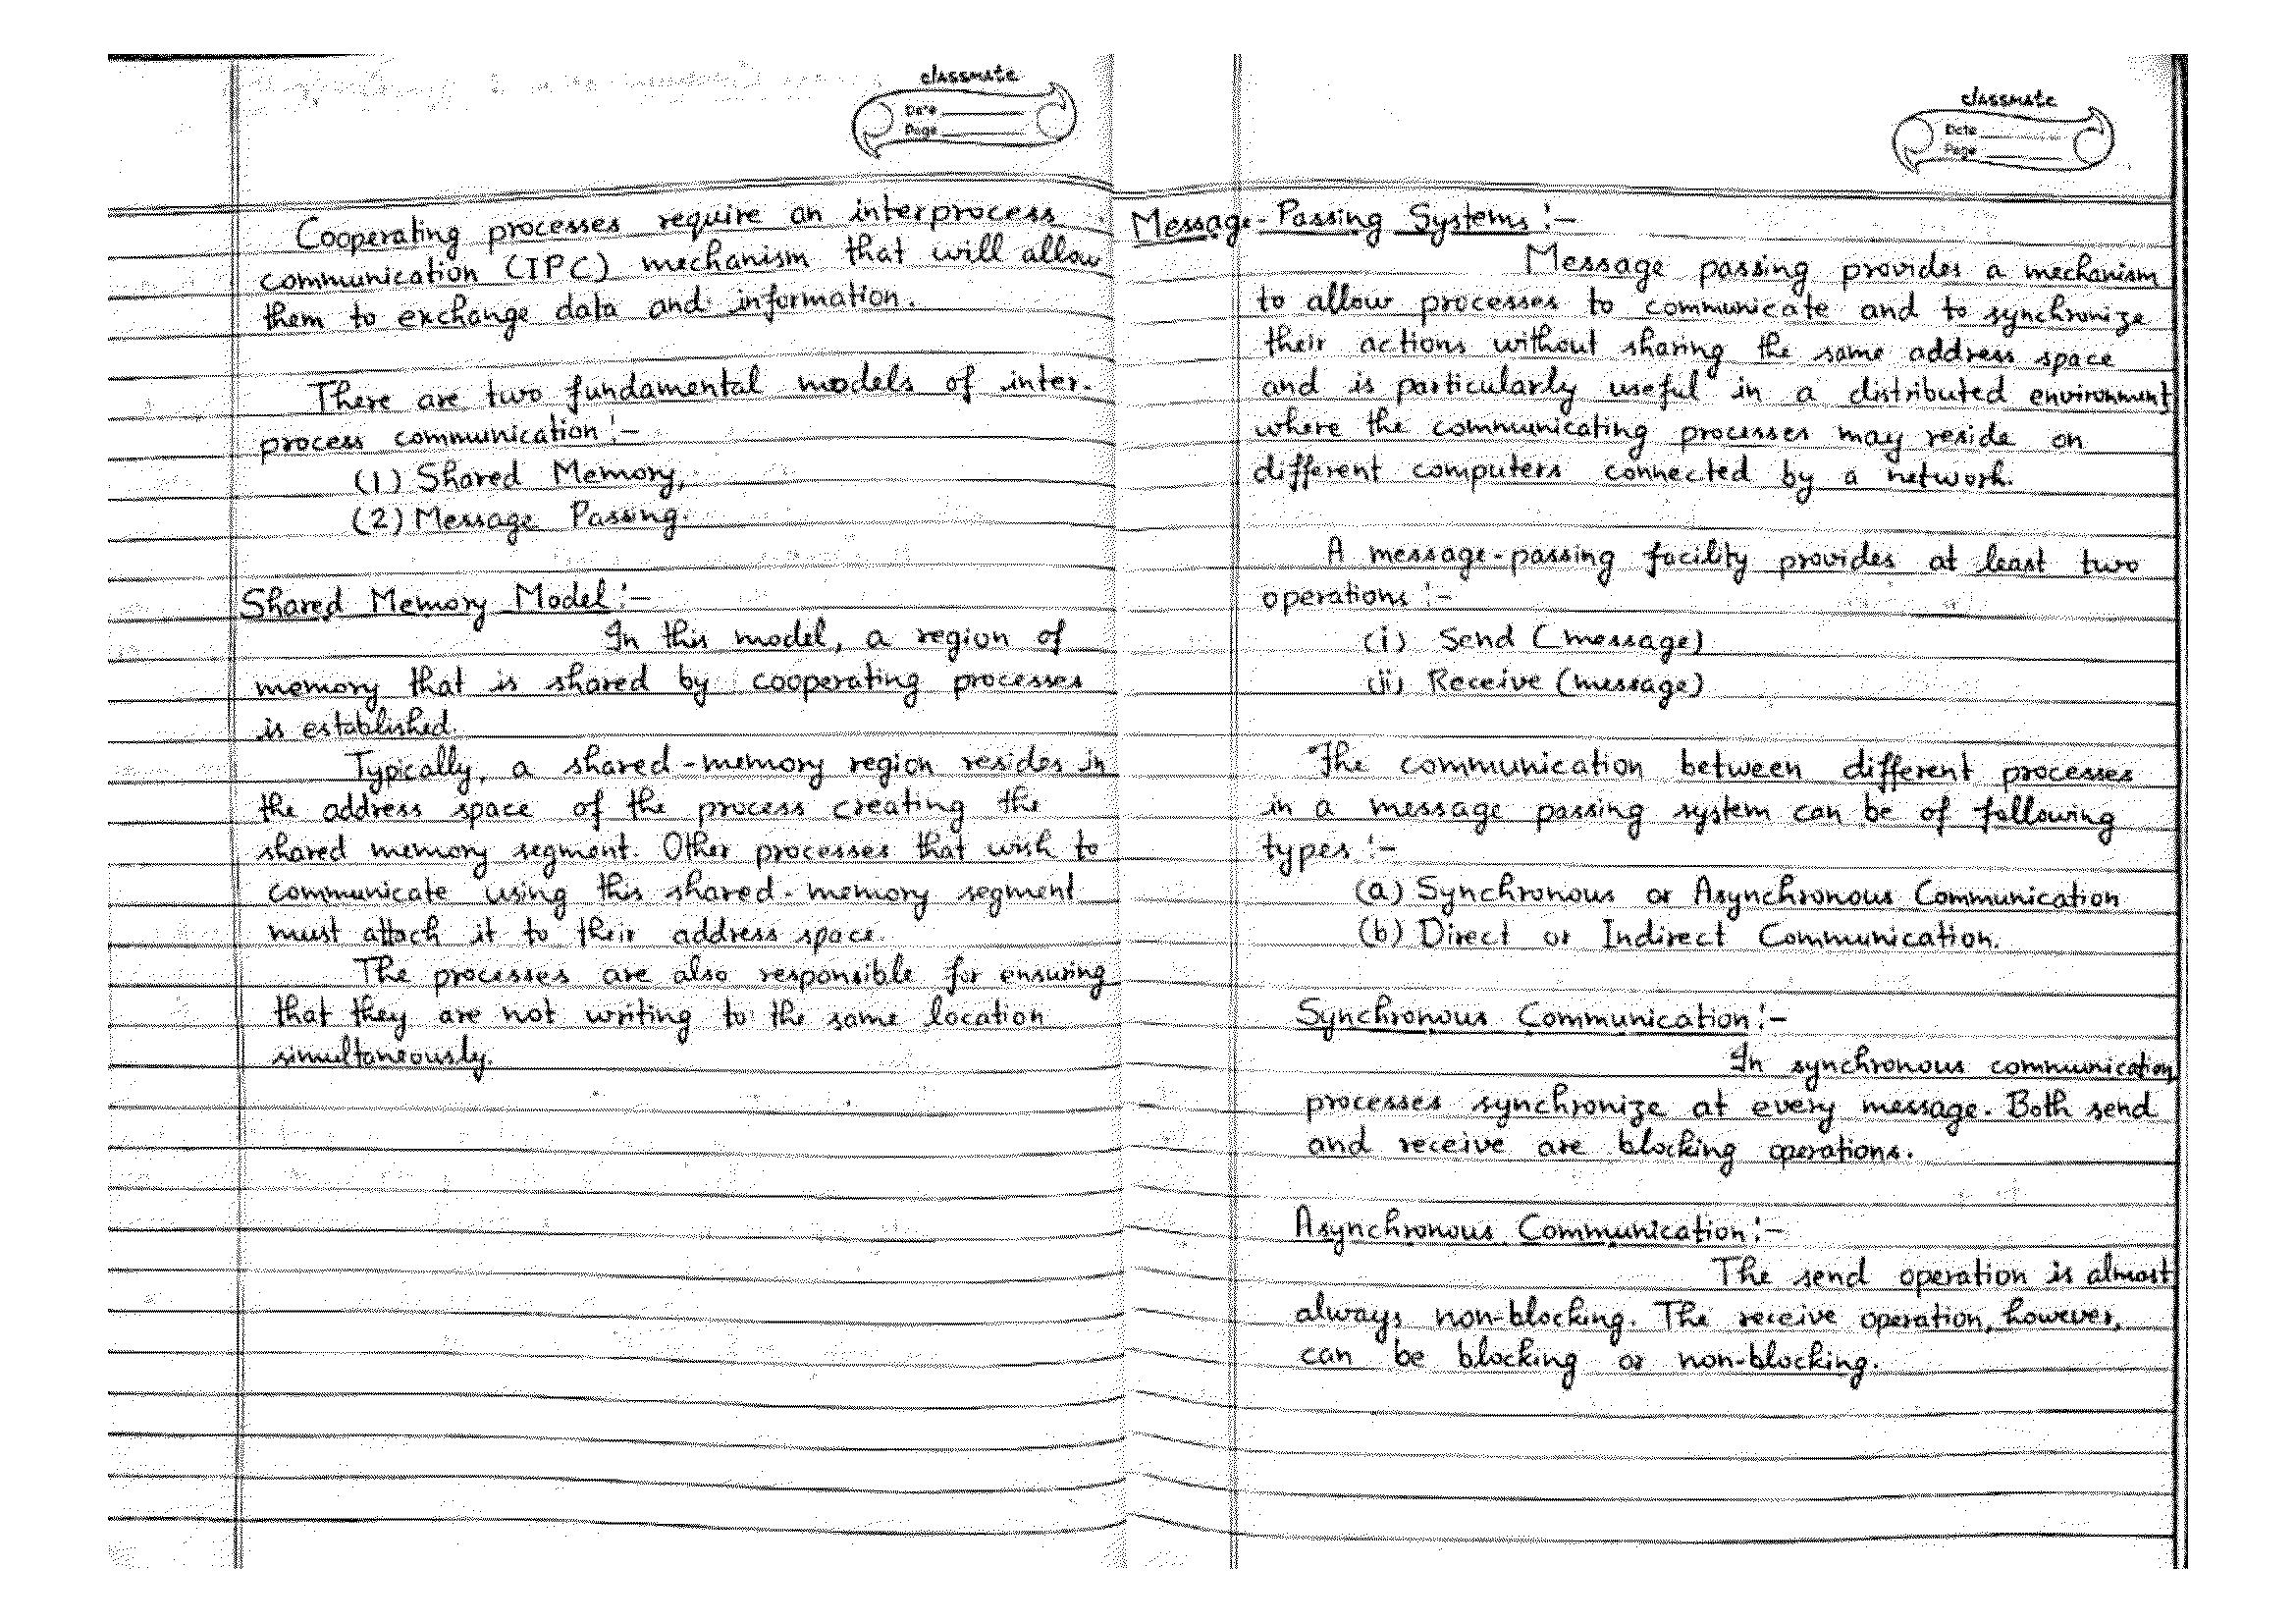 classmate
Date
Page
Cooperating processes require an interprocess
communication (IPC) mechanism that will allow
them to exchange data and information.
There are two fundamental models of inter-
process communication :-
(1) Shared Memory,
(2) Message Passing.
Shared Memory Model :-
In this model, a region of
memory that is shared by cooperating processes
is established.
Typically, a shared-memory region resides in
the address space of the process creating the
shared memory segment. Other processes that wish to
communicate using this shared-memory segment
must attach it to their address space.
The processes are also responsible for ensuring
that they are not writing to the same location
simultaneously.
classmate
Date
Page
Message-Passing Systems :-
Message passing provides a mechanism
to allow processes to communicate and to synchronize
their actions without sharing the same address space
and is particularly useful in a distributed environment
where the communicating processes may reside on
different computers connected by a network.
A message-passing facility provides at least two
operations :-
(i) Send (message)
(ii) Receive (message)
The communication between different processes
in a message passing system can be of following
types :-
(a) Synchronous or Asynchronous Communication
(b) Direct or Indirect Communication.
Synchronous Communication :-
In synchronous communication,
processes synchronize at every message. Both send
and receive are blocking operations.
Asynchronous Communication :-
The send operation is almost
always non-blocking. The receive operation, however,
can be blocking or non-blocking.